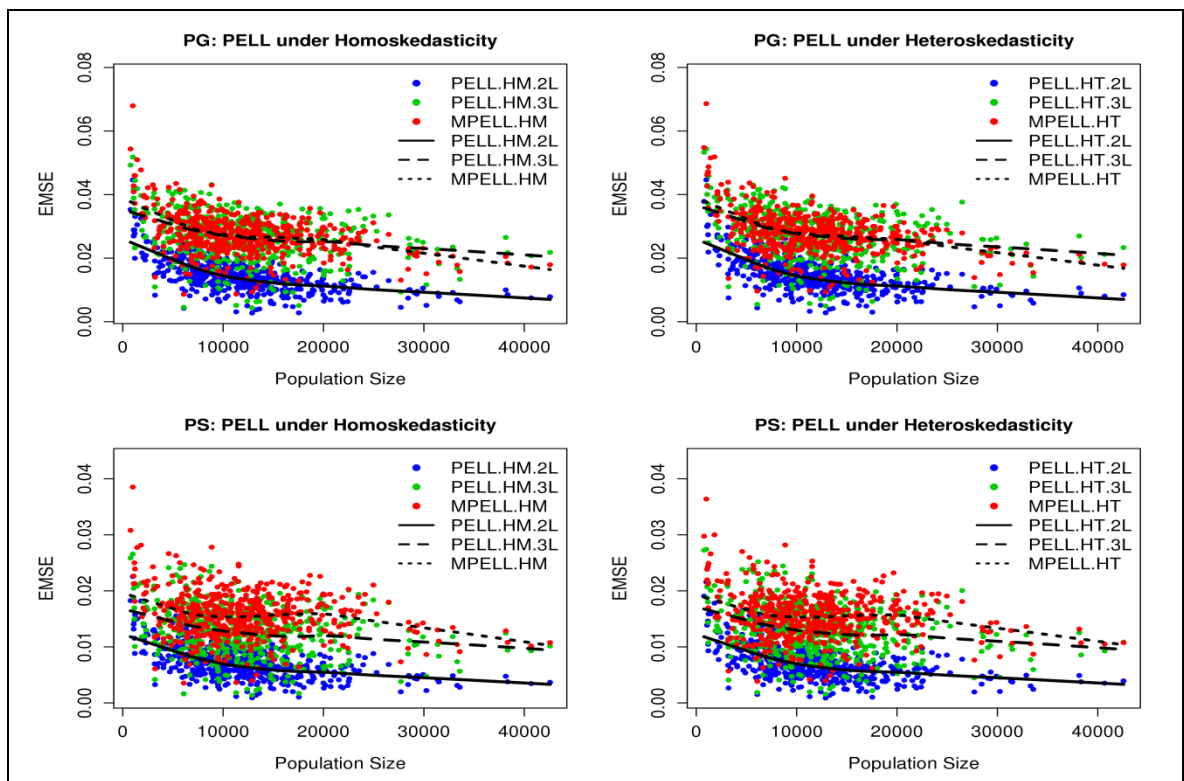 PG: PELL under Homoskedasticity
EMSE
0.08
0.06
0.04
0.02
0.00
PELL.HM.2L
PELL.HM.3L
MPELL.HM
PELL.HM.2L
PELL.HM.3L
MPELL.HM
0 10000 20000 30000 40000
Population Size
PG: PELL under Heteroskedasticity
EMSE
0.08
0.06
0.04
0.02
0.00
PELL.HT.2L
PELL.HT.3L
MPELL.HT
PELL.HT.2L
PELL.HT.3L
MPELL.HT
0 10000 20000 30000 40000
Population Size
PS: PELL under Homoskedasticity
EMSE
0.04
0.03
0.02
0.01
0.00
PELL.HM.2L
PELL.HM.3L
MPELL.HM
PELL.HM.2L
PELL.HM.3L
MPELL.HM
0 10000 20000 30000 40000
Population Size
PS: PELL under Heteroskedasticity
EMSE
0.04
0.03
0.02
0.01
0.00
PELL.HT.2L
PELL.HT.3L
MPELL.HT
PELL.HT.2L
PELL.HT.3L
MPELL.HT
0 10000 20000 30000 40000
Population Size